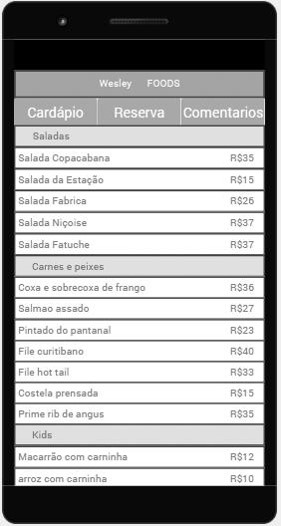 Wesley FOODS
Cardápio Reserva Comentarios
Saladas
Salada Copacabana R$35
Salada da Estação R$15
Salada Fabrica R$26
Salada Niçoise R$37
Salada Fatuche R$37
Carnes e peixes
Coxa e sobrecoxa de frango R$36
Salmao assado R$27
Pintado do pantanal R$23
File curitibano R$40
File hot tail R$33
Costela prensada R$15
Prime rib de angus R$35
Kids
Macarrão com carninha R$12
arroz com carninha R$10